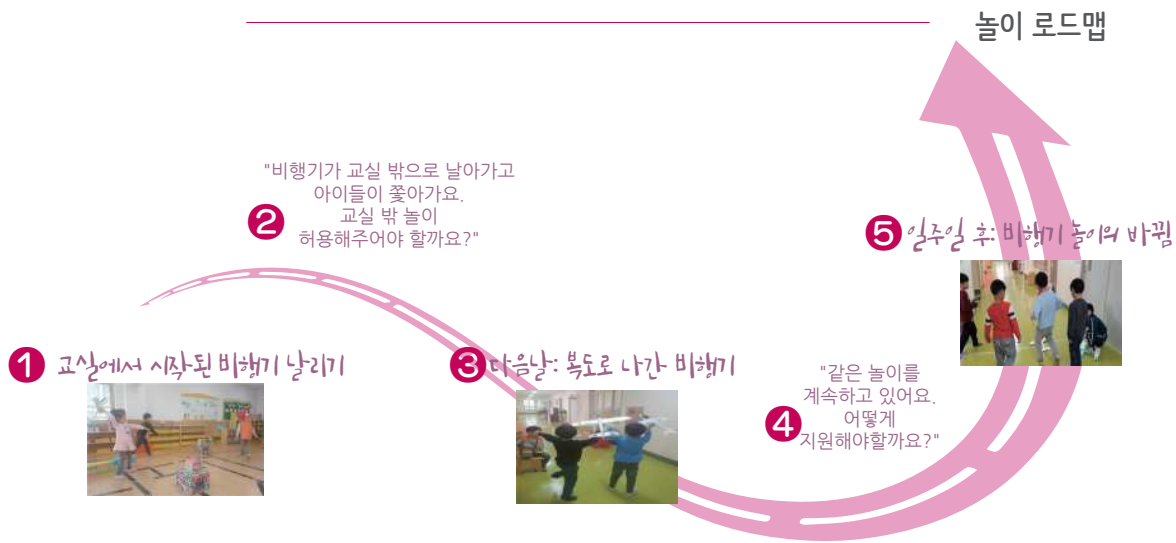 놀이 로드맵
❶ 교실에서 시작된 비행기 날리기
❷
"비행기가 교실 밖으로 날아가고
아이들이 쫓아가요.
교실 밖 놀이
허용해주어야 할까요?"
❸ 다음날: 복도로 나간 비행기
❹
"같은 놀이를
계속하고 있어요.
어떻게
지원해야할까요?"
❺ 일주일 후: 비행기 놀이의 바뀜